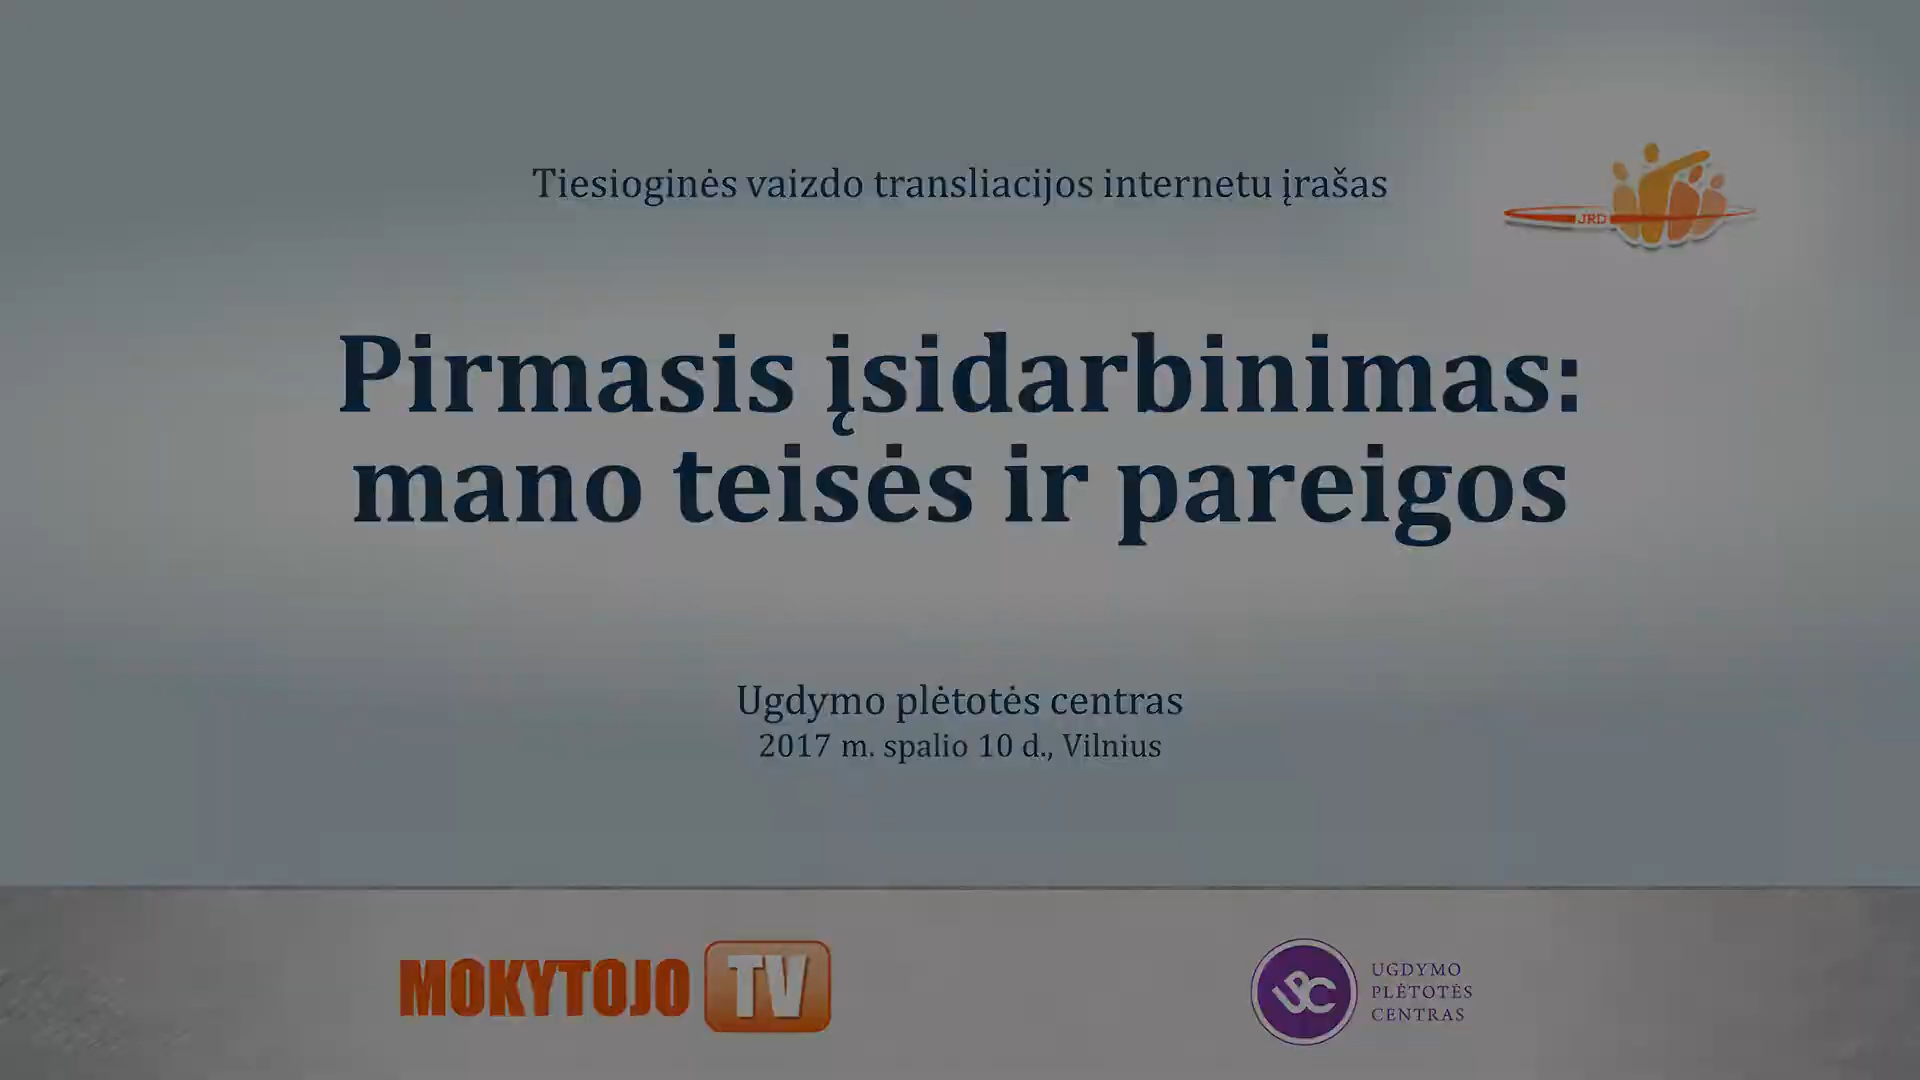 Tiesioginės vaizdo transliacijos internetu įrašas
JRD
Pirmasis įsidarbinimas:
mano teisės ir pareigos
Ugdymo plėtotės centras
2017 m. spalio 10 d., Vilnius
MOKYTOJO TV
UPC
UGDYMO
PLĖTOTĖS
CENTRAS